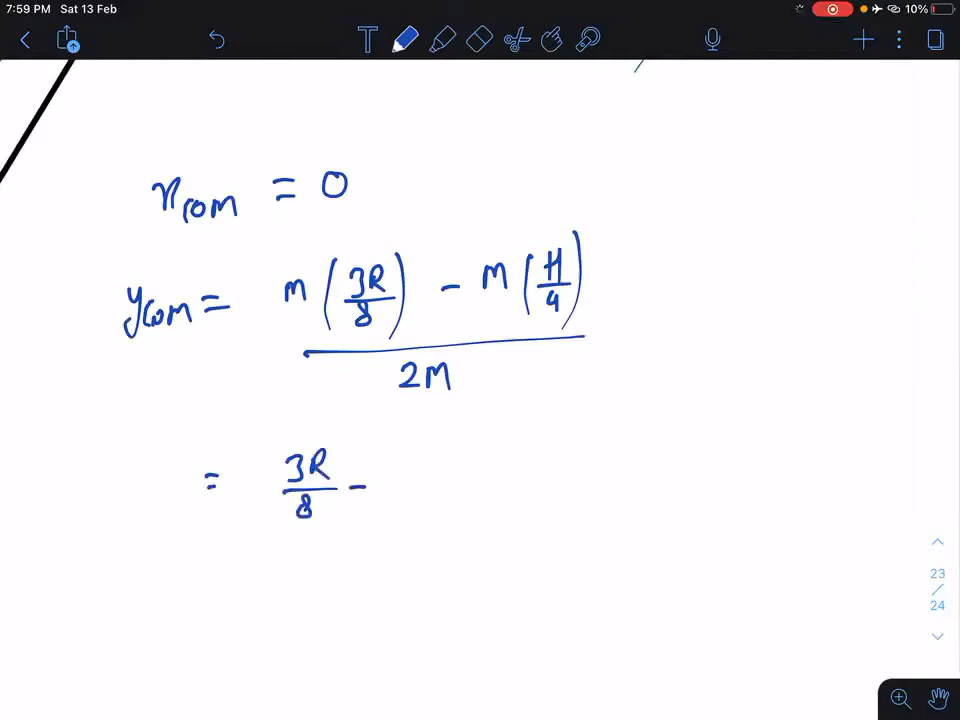 7:59 PM Sat 13 Feb 10%
T
x_com = 0
y_com = m(3R/8) - m(H/4)
2M
= 3R/8 -
23
/
24